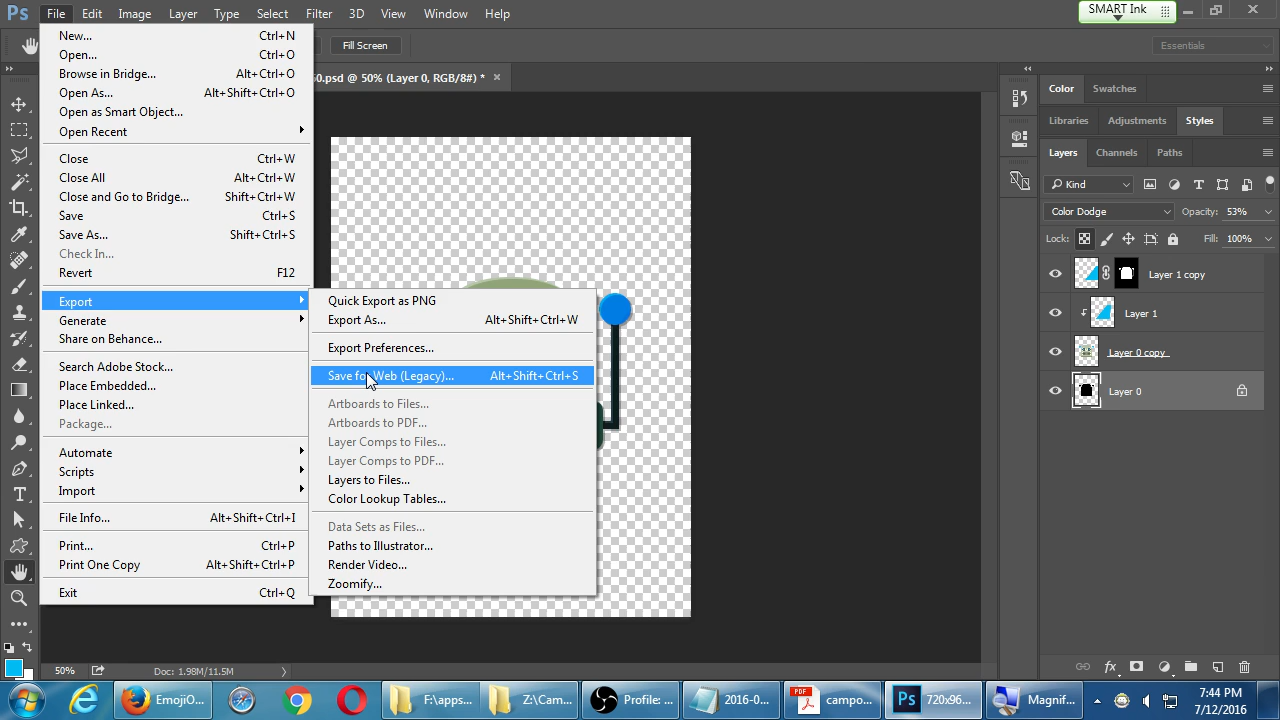 Ps File Edit Image Layer Type Select Filter 3D View Window Help
SMART Ink
Fill Screen
Essentials
60.psd @ 50% (Layer 0, RGB/8#) * ×
New... Ctrl+N
Open... Ctrl+O
Browse in Bridge... Alt+Ctrl+O
Open As... Alt+Shift+Ctrl+O
Open as Smart Object...
Open Recent
Close Ctrl+W
Close All Alt+Ctrl+W
Close and Go to Bridge... Shift+Ctrl+W
Save Ctrl+S
Save As... Shift+Ctrl+S
Check In...
Revert F12
Export
Generate
Share on Behance...
Search Adobe Stock...
Place Embedded...
Place Linked...
Package...
Automate
Scripts
Import
File Info... Alt+Shift+Ctrl+I
Print... Ctrl+P
Print One Copy Alt+Shift+Ctrl+P
Exit Ctrl+Q
Quick Export as PNG
Export As... Alt+Shift+Ctrl+W
Export Preferences...
Save for Web (Legacy)... Alt+Shift+Ctrl+S
Artboards to Files...
Artboards to PDF...
Layer Comps to Files...
Layer Comps to PDF...
Layers to Files...
Color Lookup Tables...
Data Sets as Files...
Paths to Illustrator...
Render Video...
Zoomify...
Color Swatches
Libraries Adjustments Styles
Layers Channels Paths
Kind
Color Dodge Opacity: 53%
Lock: Fill: 100%
Layer 1 copy
Layer 1
Layer 0 copy
Layer 0
fx
50% Doc: 1.98M/11.5M
EmojiO...
F:\apps...
Z:\Cam...
Profile: ...
2016-0...
PDF campo...
Ps 720x96...
Magnif...
7:44 PM
7/12/2016